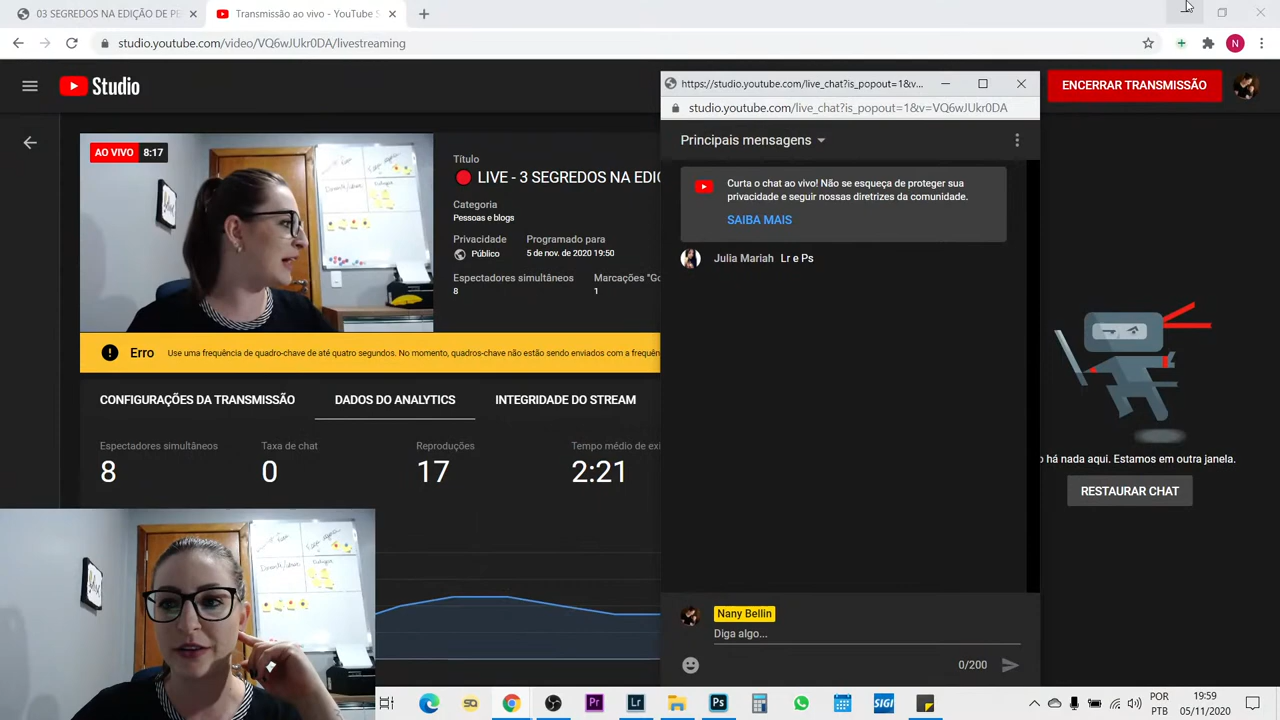 03 SEGREDOS NA EDIÇÃO DE PE
Transmissão ao vivo - YouTube S
studio.youtube.com/video/VQ6wJUkr0DA/livestreaming
Studio
ENCERRAR TRANSMISSÃO
https://studio.youtube.com/live_chat?is_popout=1&v=...
studio.youtube.com/live_chat?is_popout=1&v=VQ6wJUkr0DA
Principais mensagens
Curta o chat ao vivo! Não se esqueça de proteger sua
privacidade e seguir nossas diretrizes da comunidade.
SAIBA MAIS
Julia Mariah Lr e Ps
AO VIVO 8:17
Título
LIVE - 3 SEGREDOS NA EDIÇ
Categoria
Pessoas e blogs
Privacidade Programado para
Público 5 de nov. de 2020 19:50
Espectadores simultâneos Marcações "Go
8 1
Erro Use uma frequência de quadro-chave de até quatro segundos. No momento, quadros-chave não estão sendo enviados com a frequên
CONFIGURAÇÕES DA TRANSMISSÃO DADOS DO ANALYTICS INTEGRIDADE DO STREAM
Espectadores simultâneos Taxa de chat Reproduções Tempo médio de exi
8 0 17 2:21
o há nada aqui. Estamos em outra janela.
RESTAURAR CHAT
Nany Bellin
Diga algo...
0/200
Pr Lr Ps SIGI
POR
PTB
19:59
05/11/2020